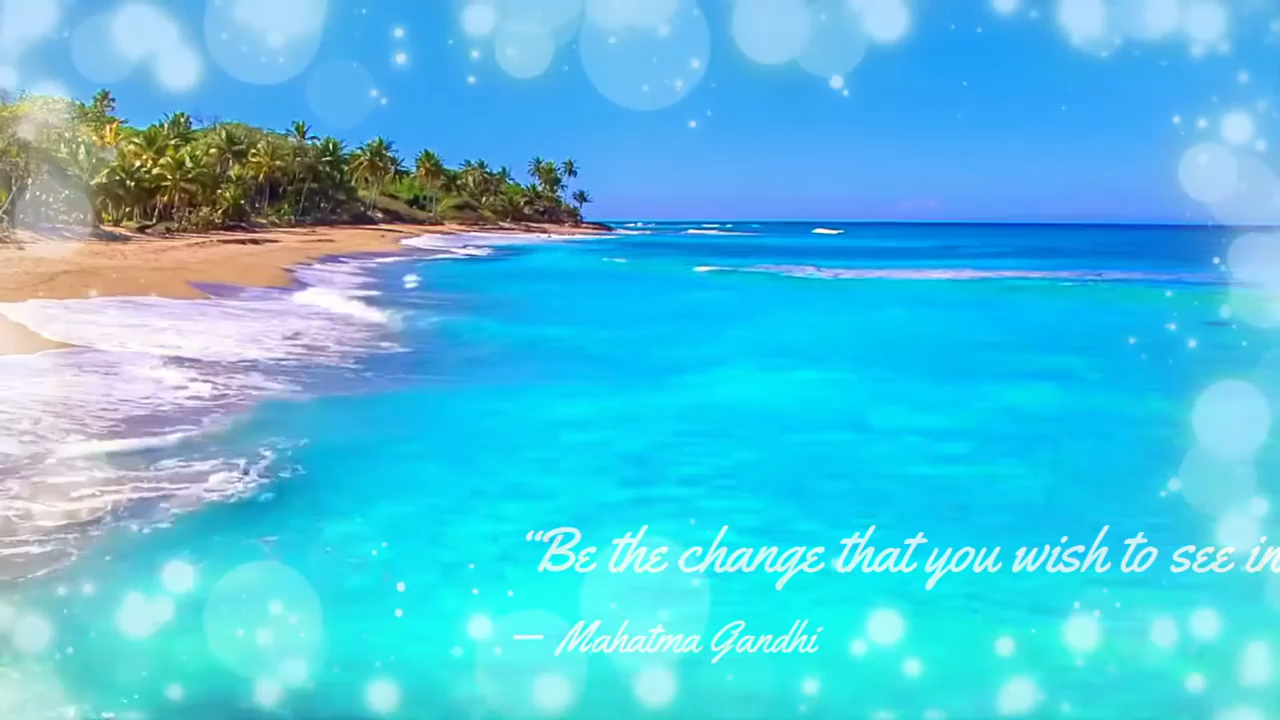 “Be the change that you wish to see in
— Mahatma Gandhi